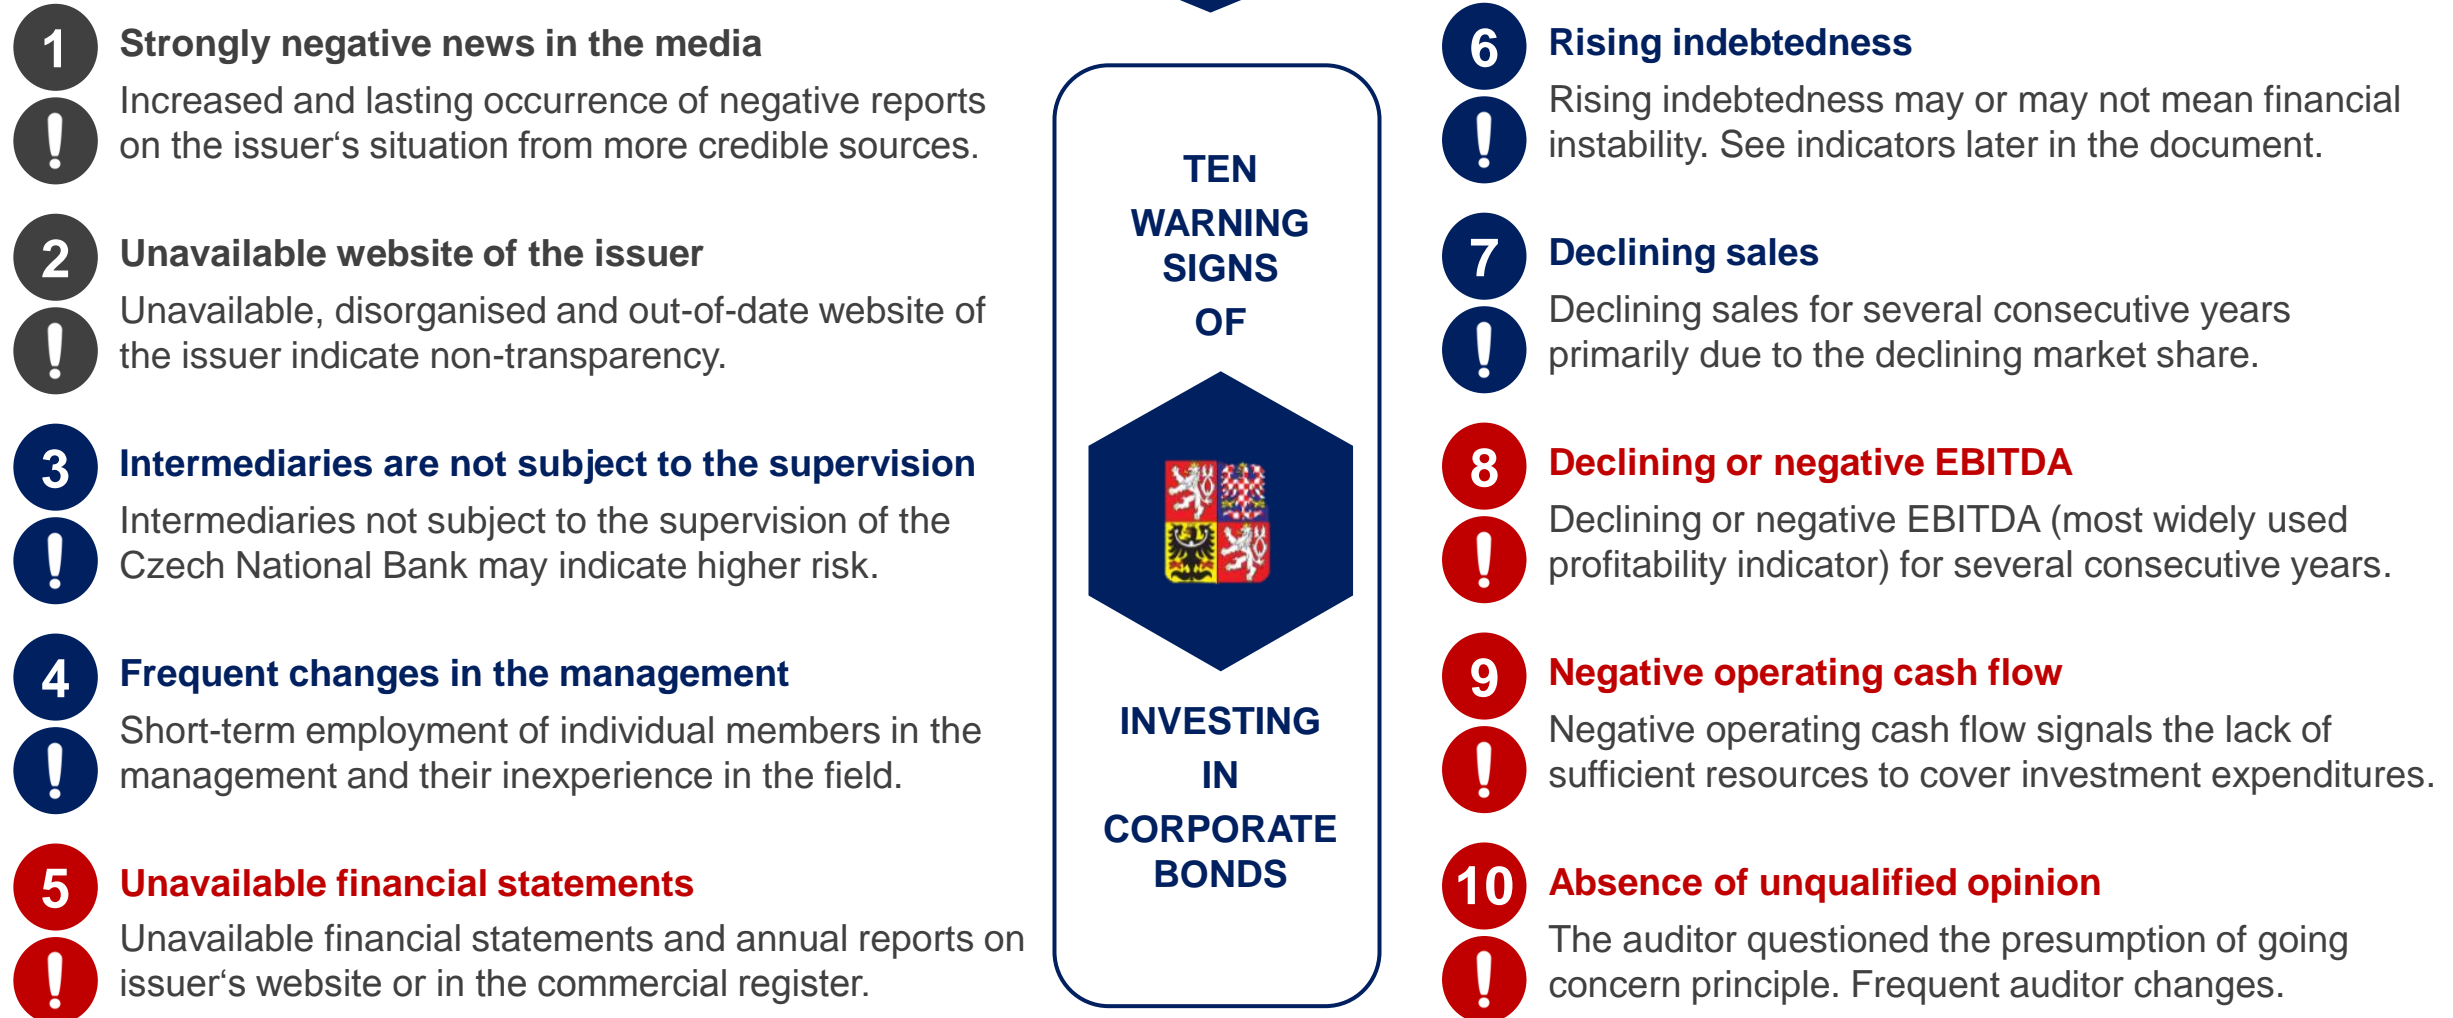 1
Strongly negative news in the media
Increased and lasting occurrence of negative reports
on the issuer‘s situation from more credible sources.
2
Unavailable website of the issuer
Unavailable, disorganised and out-of-date website of
the issuer indicate non-transparency.
3
Intermediaries are not subject to the supervision
Intermediaries not subject to the supervision of the
Czech National Bank may indicate higher risk.
4
Frequent changes in the management
Short-term employment of individual members in the
management and their inexperience in the field.
5
Unavailable financial statements
Unavailable financial statements and annual reports on
issuer‘s website or in the commercial register.
TEN
WARNING
SIGNS
OF
INVESTING
IN
CORPORATE
BONDS
6
Rising indebtedness
Rising indebtedness may or may not mean financial
instability. See indicators later in the document.
7
Declining sales
Declining sales for several consecutive years
primarily due to the declining market share.
8
Declining or negative EBITDA
Declining or negative EBITDA (most widely used
profitability indicator) for several consecutive years.
9
Negative operating cash flow
Negative operating cash flow signals the lack of
sufficient resources to cover investment expenditures.
10
Absence of unqualified opinion
The auditor questioned the presumption of going
concern principle. Frequent auditor changes.